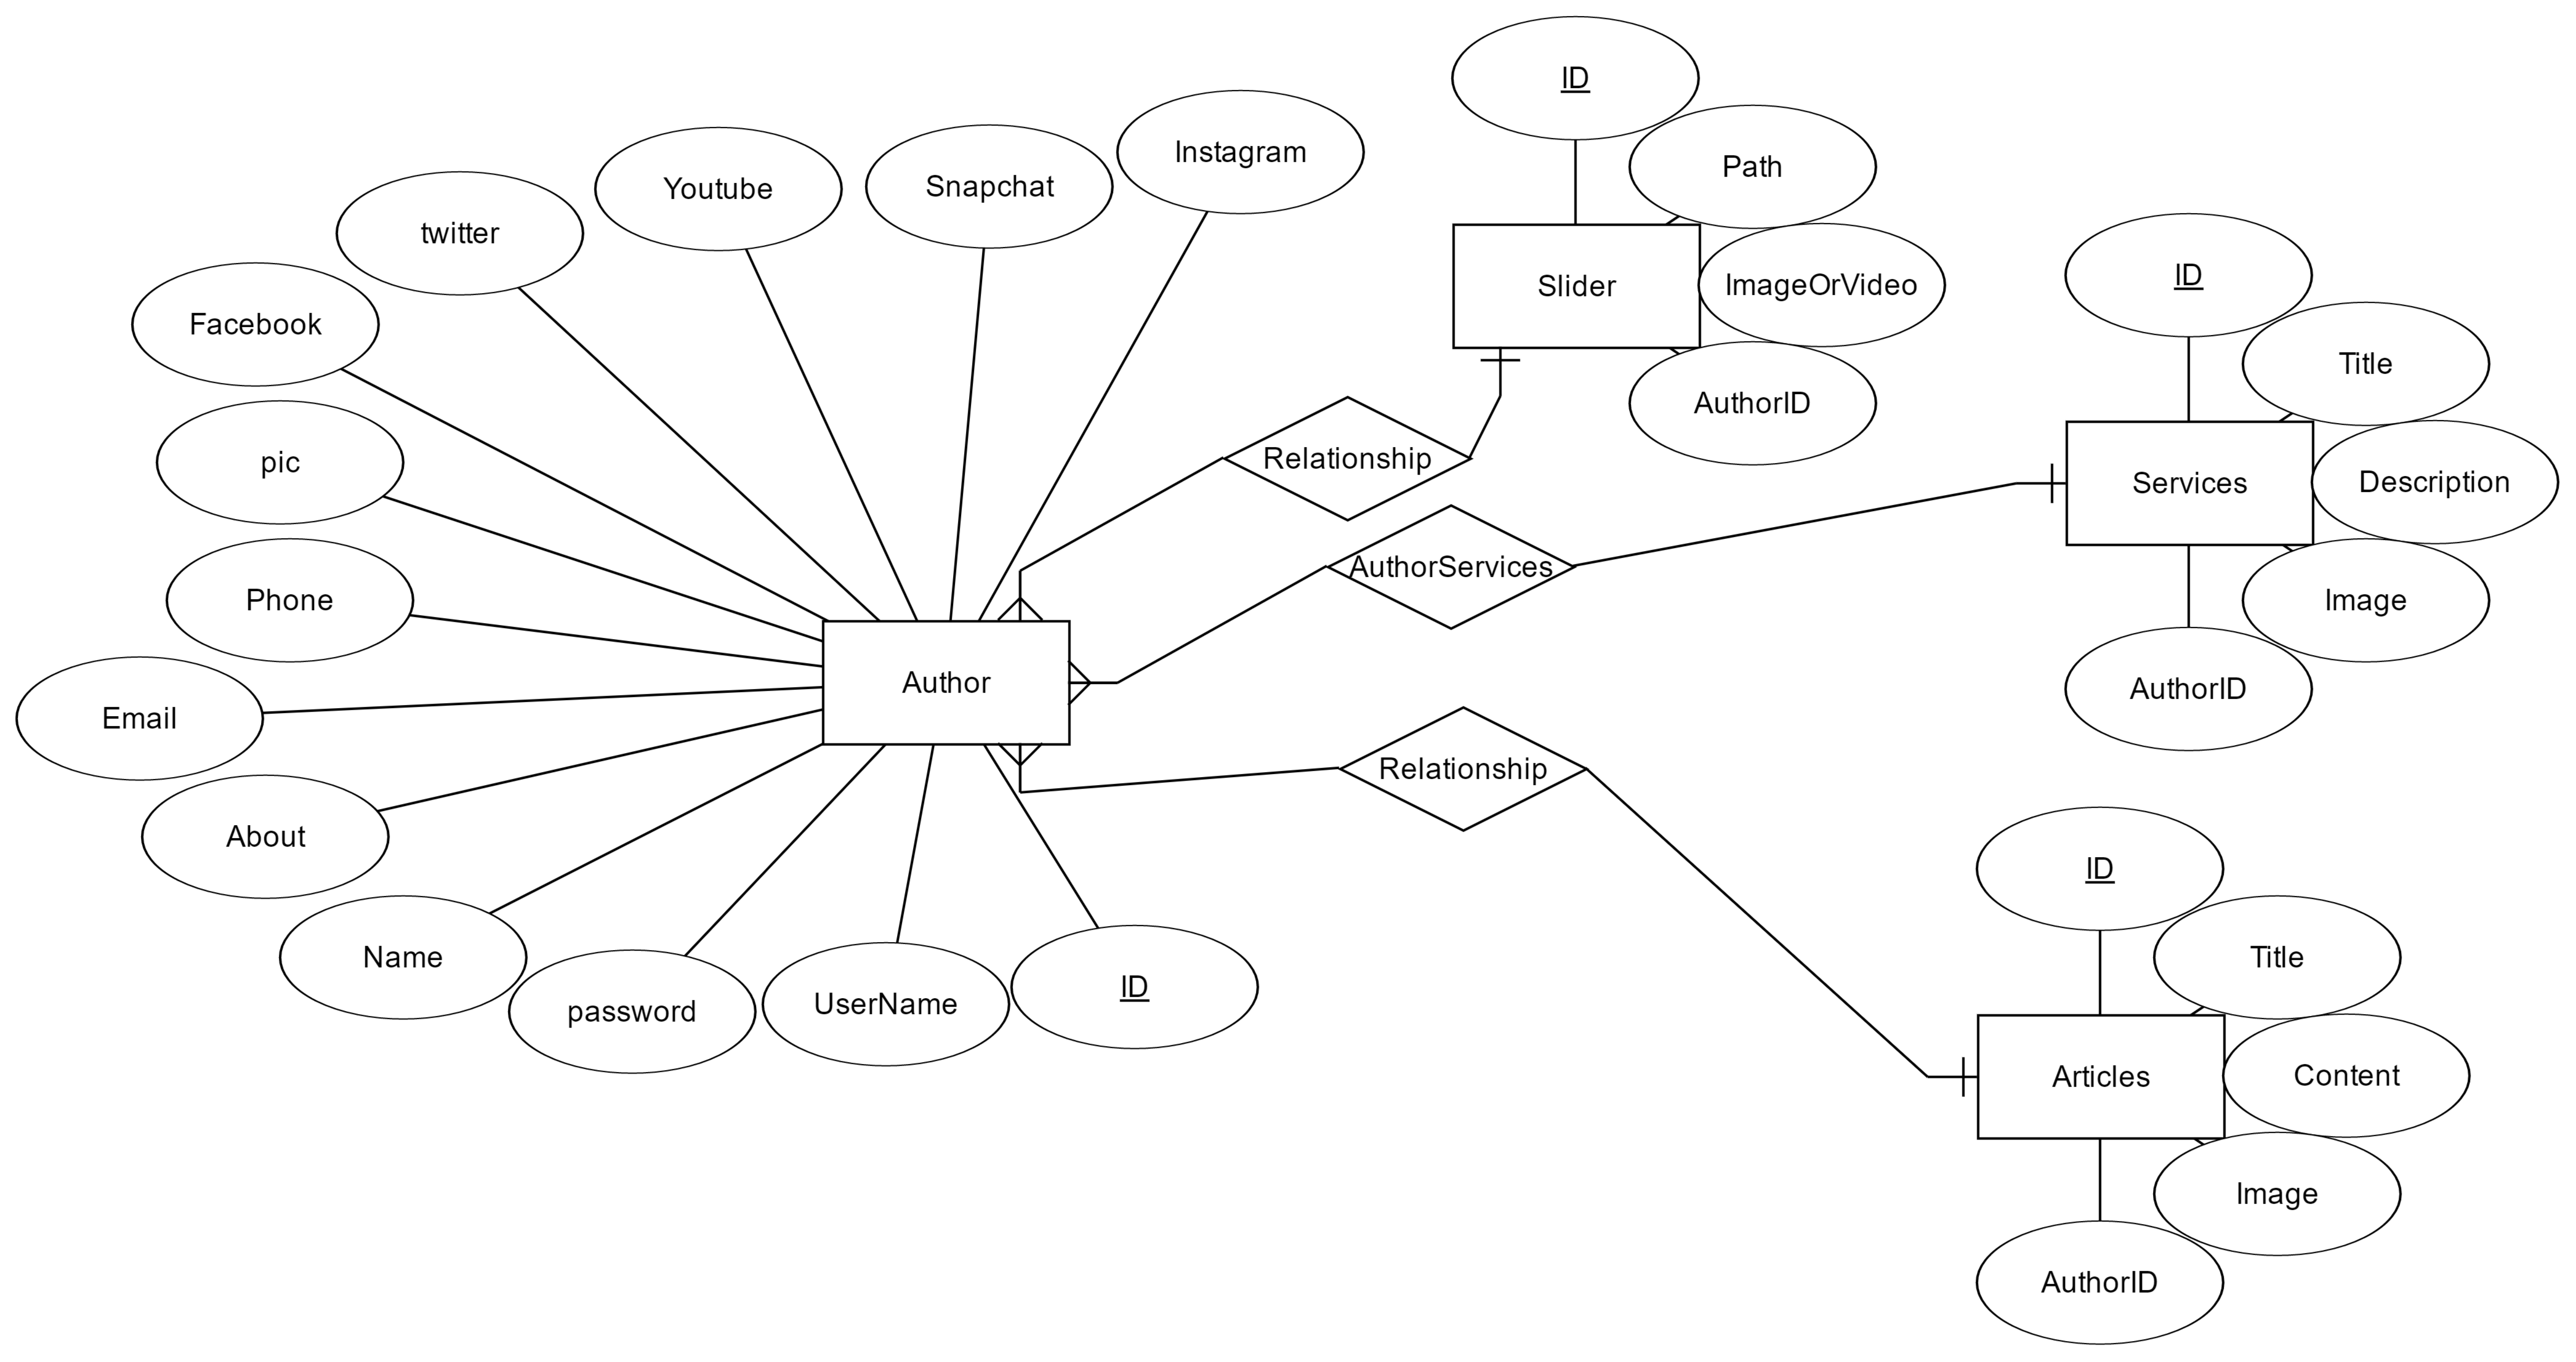 ID
Instagram
Path
Snapchat
Youtube
twitter
ID
Slider
ImageOrVideo
Facebook
Title
AuthorID
Relationship
pic
Services
Description
AuthorServices
Phone
Image
Author
AuthorID
Email
Relationship
About
ID
Name
Title
ID
UserName
password
Articles
Content
Image
AuthorID